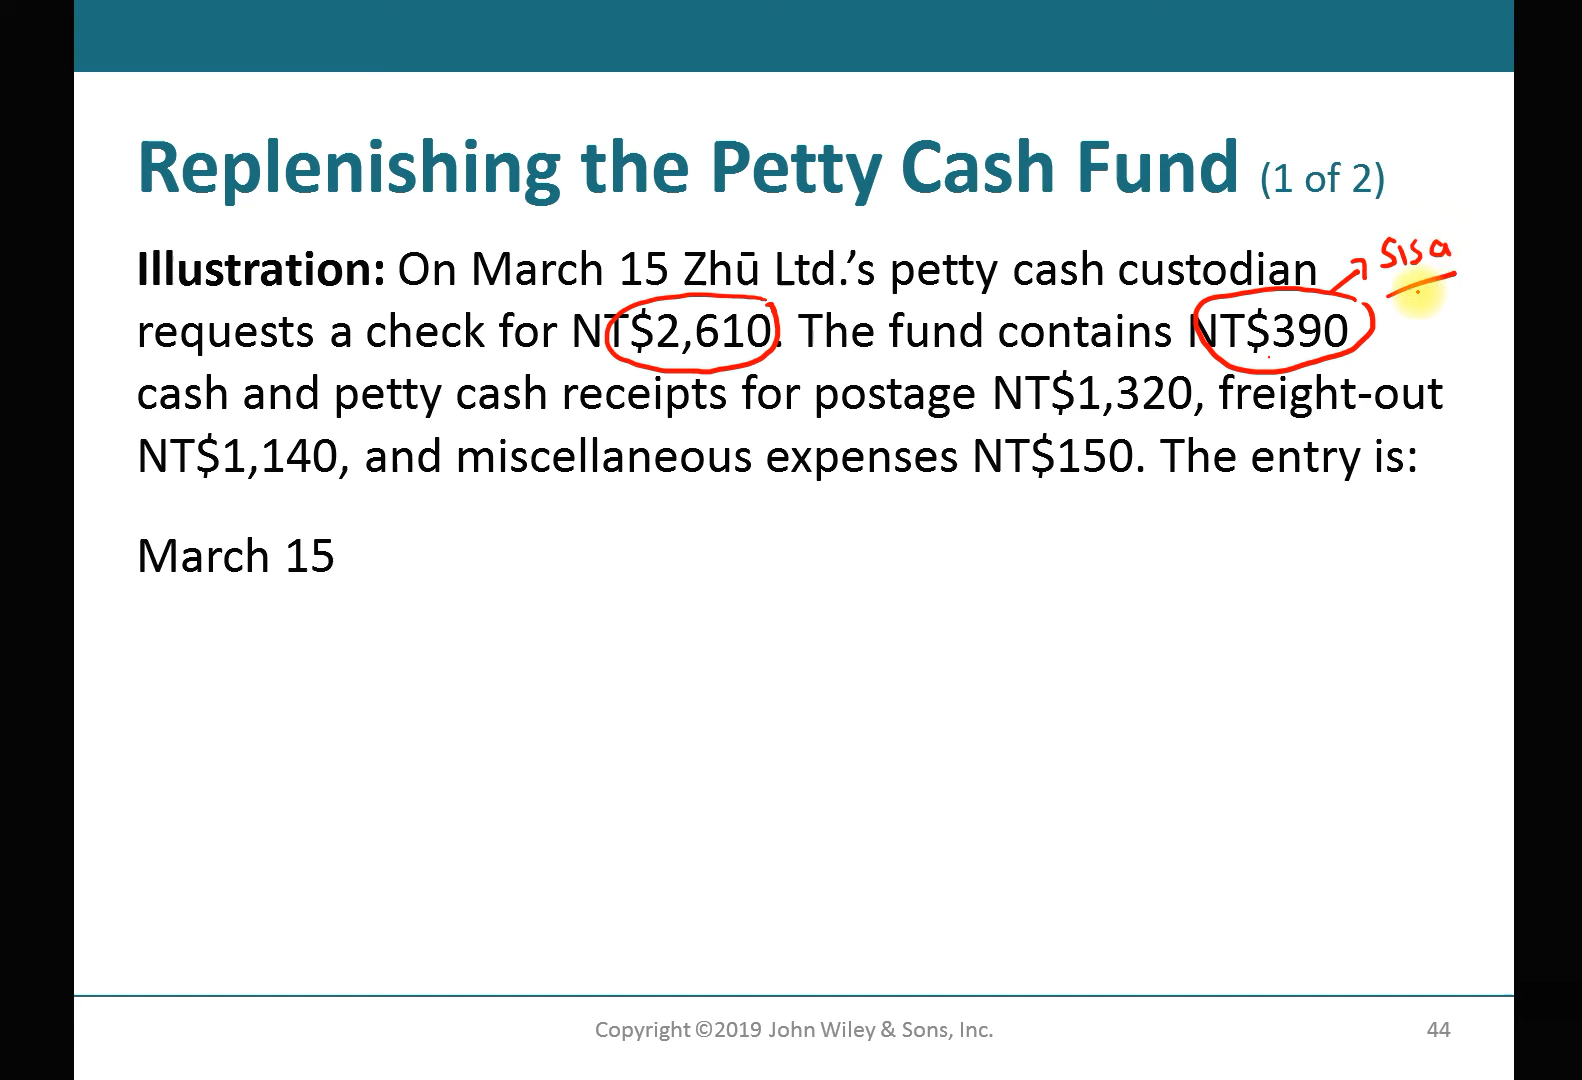 Replenishing the Petty Cash Fund (1 of 2)
sisa
Illustration: On March 15 Zhū Ltd.’s petty cash custodian
requests a check for NT$2,610. The fund contains NT$390
cash and petty cash receipts for postage NT$1,320, freight-out
NT$1,140, and miscellaneous expenses NT$150. The entry is:
March 15
Copyright ©2019 John Wiley & Sons, Inc.
44